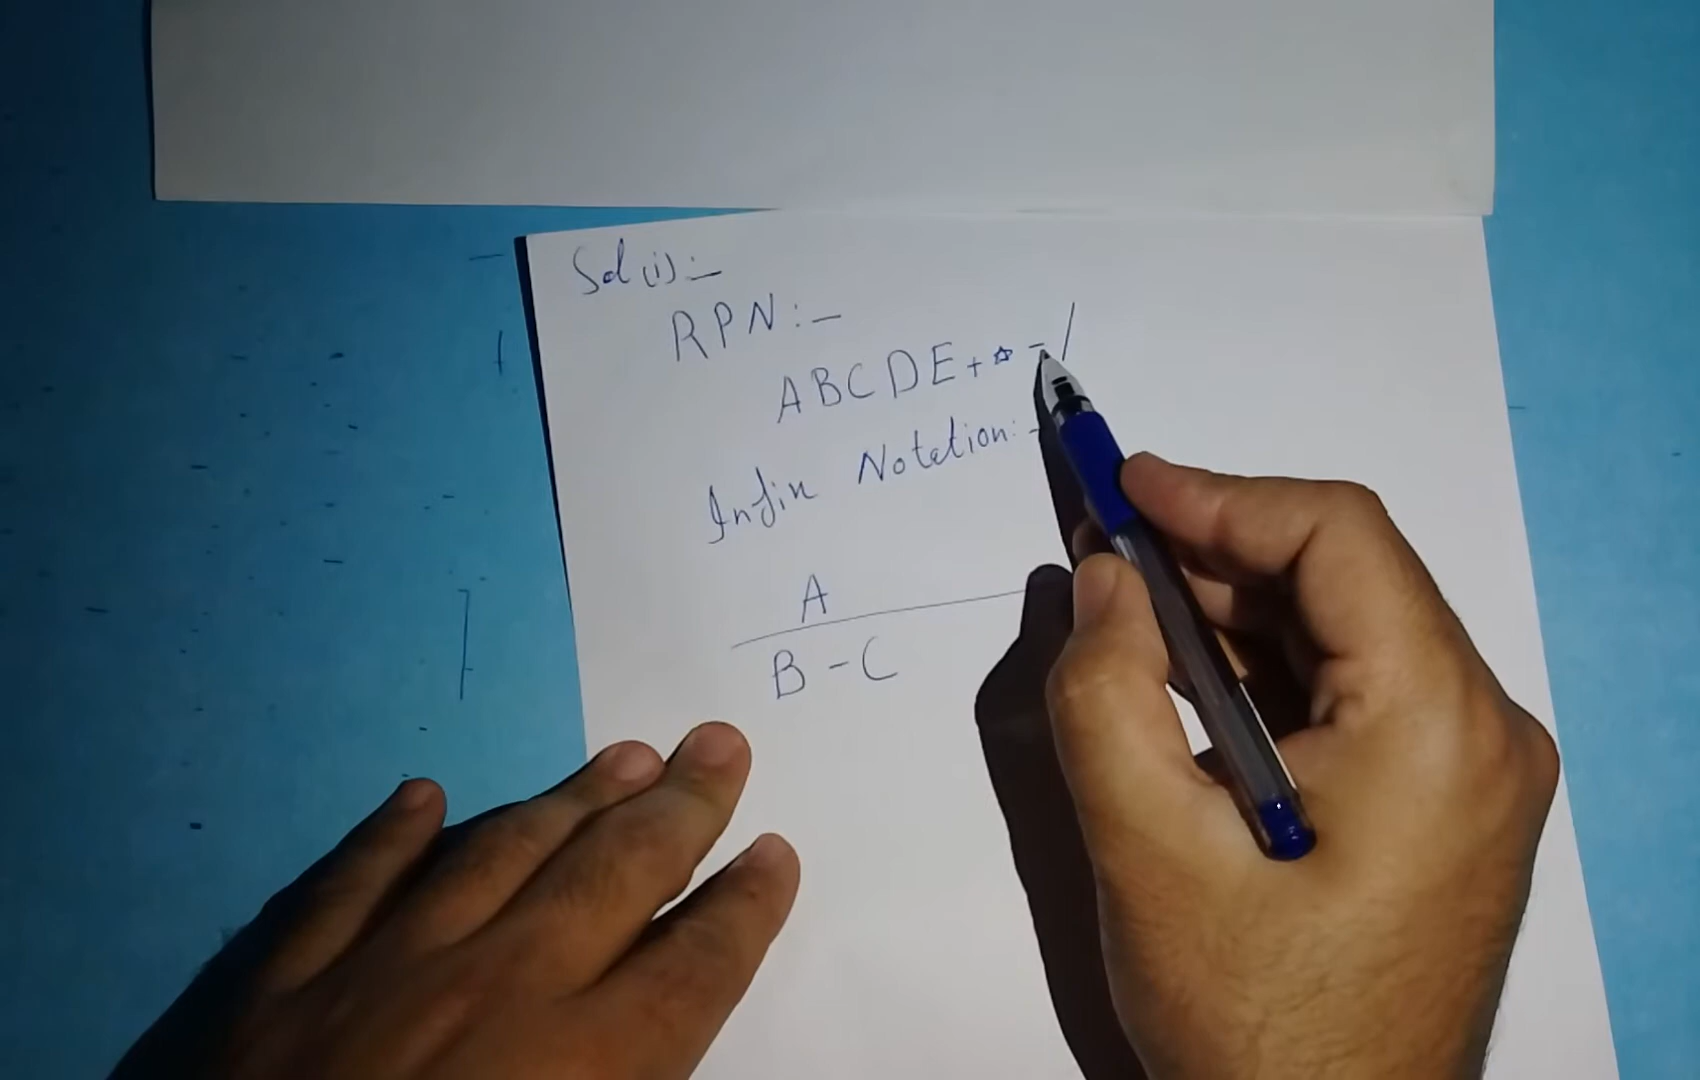 Sol (i):-
RPN:-
ABCDE+*-/
Infix Notation:-
A
B-C